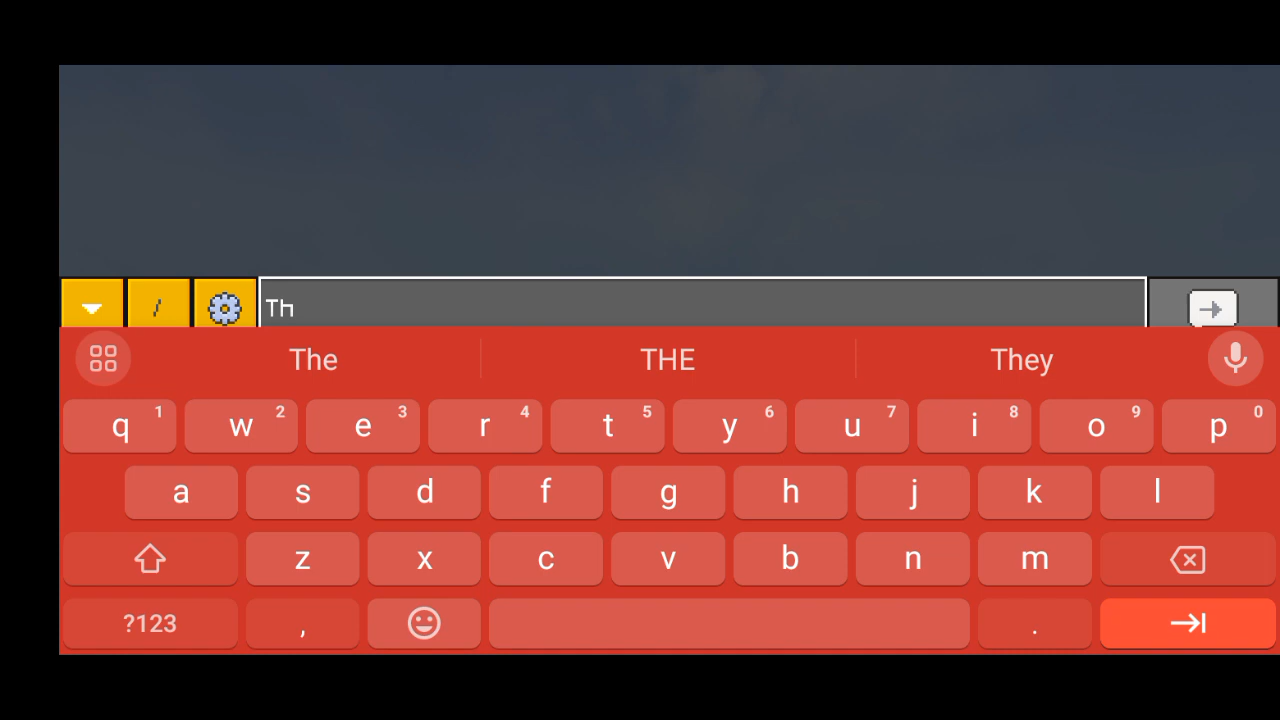 / Th
The THE They
q 1 w 2 e 3 r 4 t 5 y 6 u 7 i 8 o 9 p 0
a s d f g h j k l
z x c v b n m
?123 , .